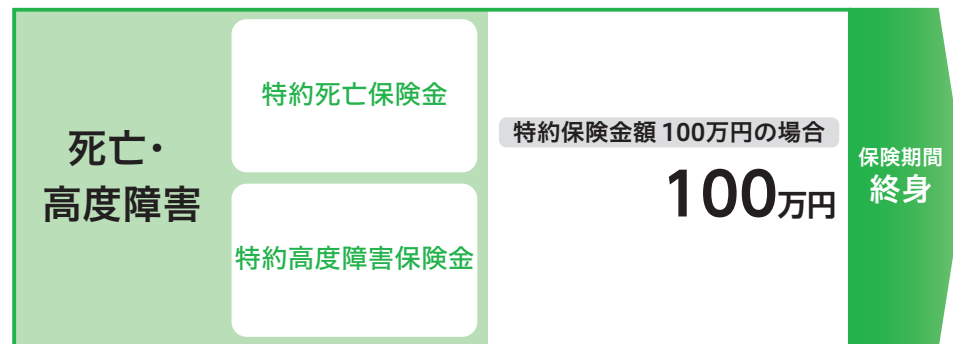 死亡・
高度障害
特約死亡保険金
特約高度障害保険金
特約保険金額100万円の場合
100万円
保険期間
終身